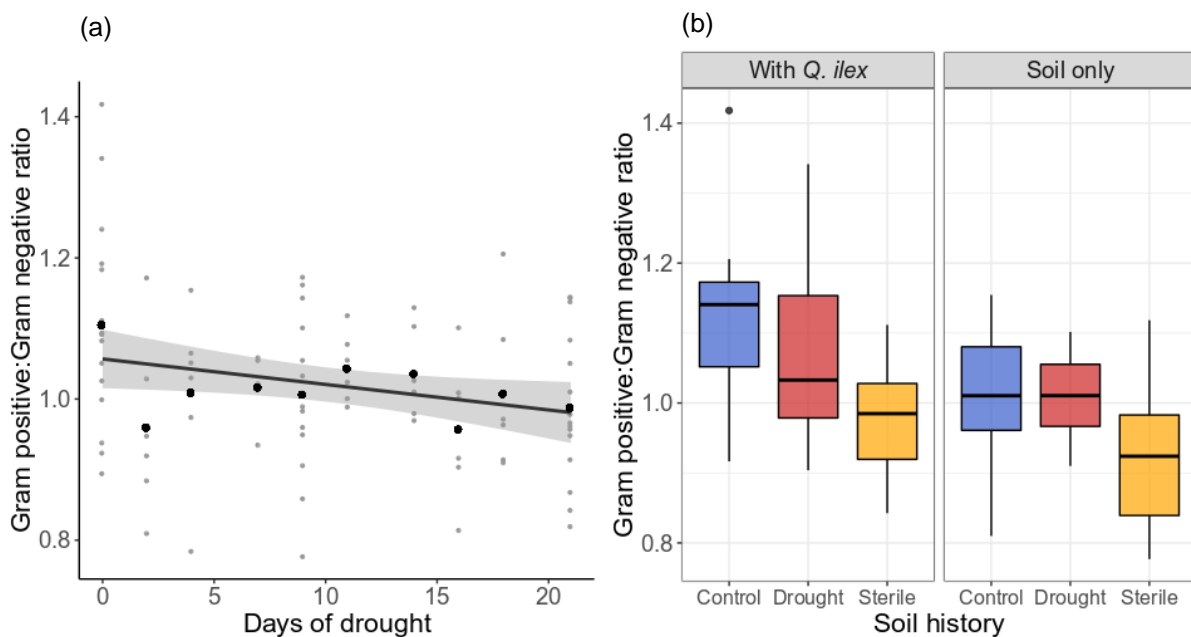 (a)
Gram positive:Gram negative ratio
1.4
1.2
1.0
0.8
0
5
10
15
20
Days of drought
(b)
With Q. ilex
Soil only
Gram positive:Gram negative ratio
1.4
1.2
1.0
0.8
Control
Drought
Sterile
Control
Drought
Sterile
Soil history